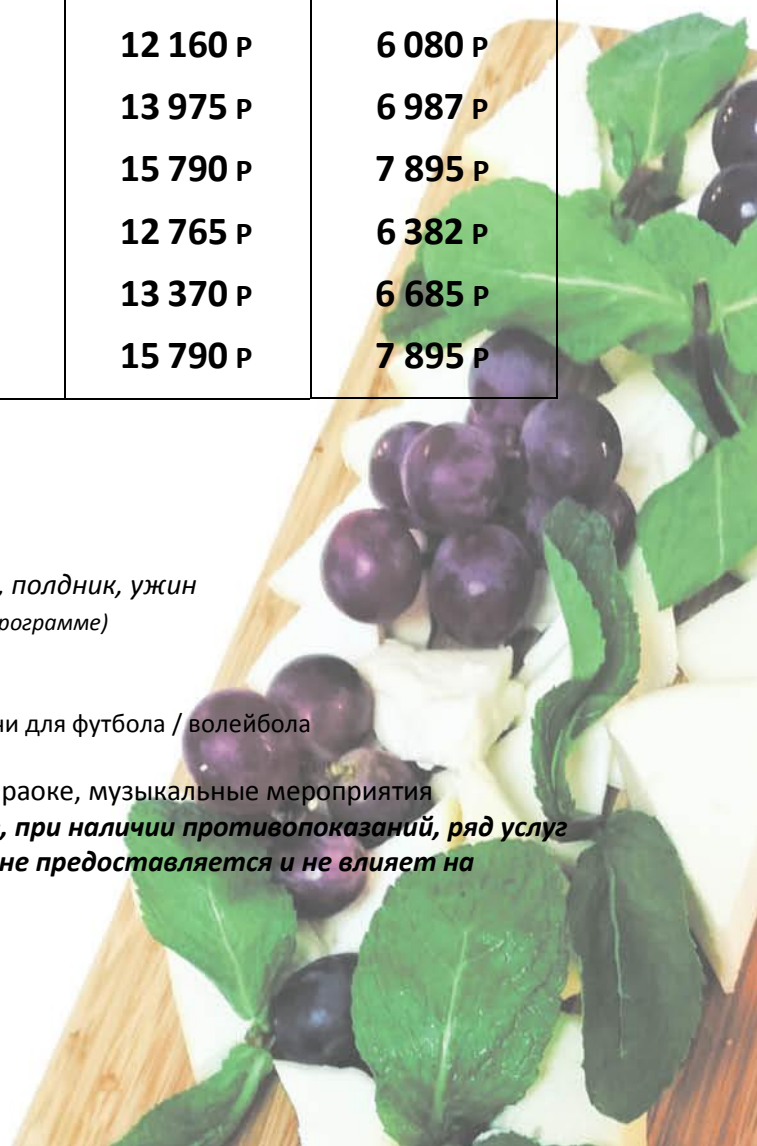 12 160 Р 6 080 Р
13 975 Р 6 987 Р
15 790 Р 7 895 Р
12 765 Р 6 382 Р
13 370 Р 6 685 Р
15 790 Р 7 895 Р
, полдник, ужин
рограмме)
чи для футбола / волейбола
раоке, музыкальные мероприятия
, при наличии противопоказаний, ряд услуг
не предоставляется и не влияет на